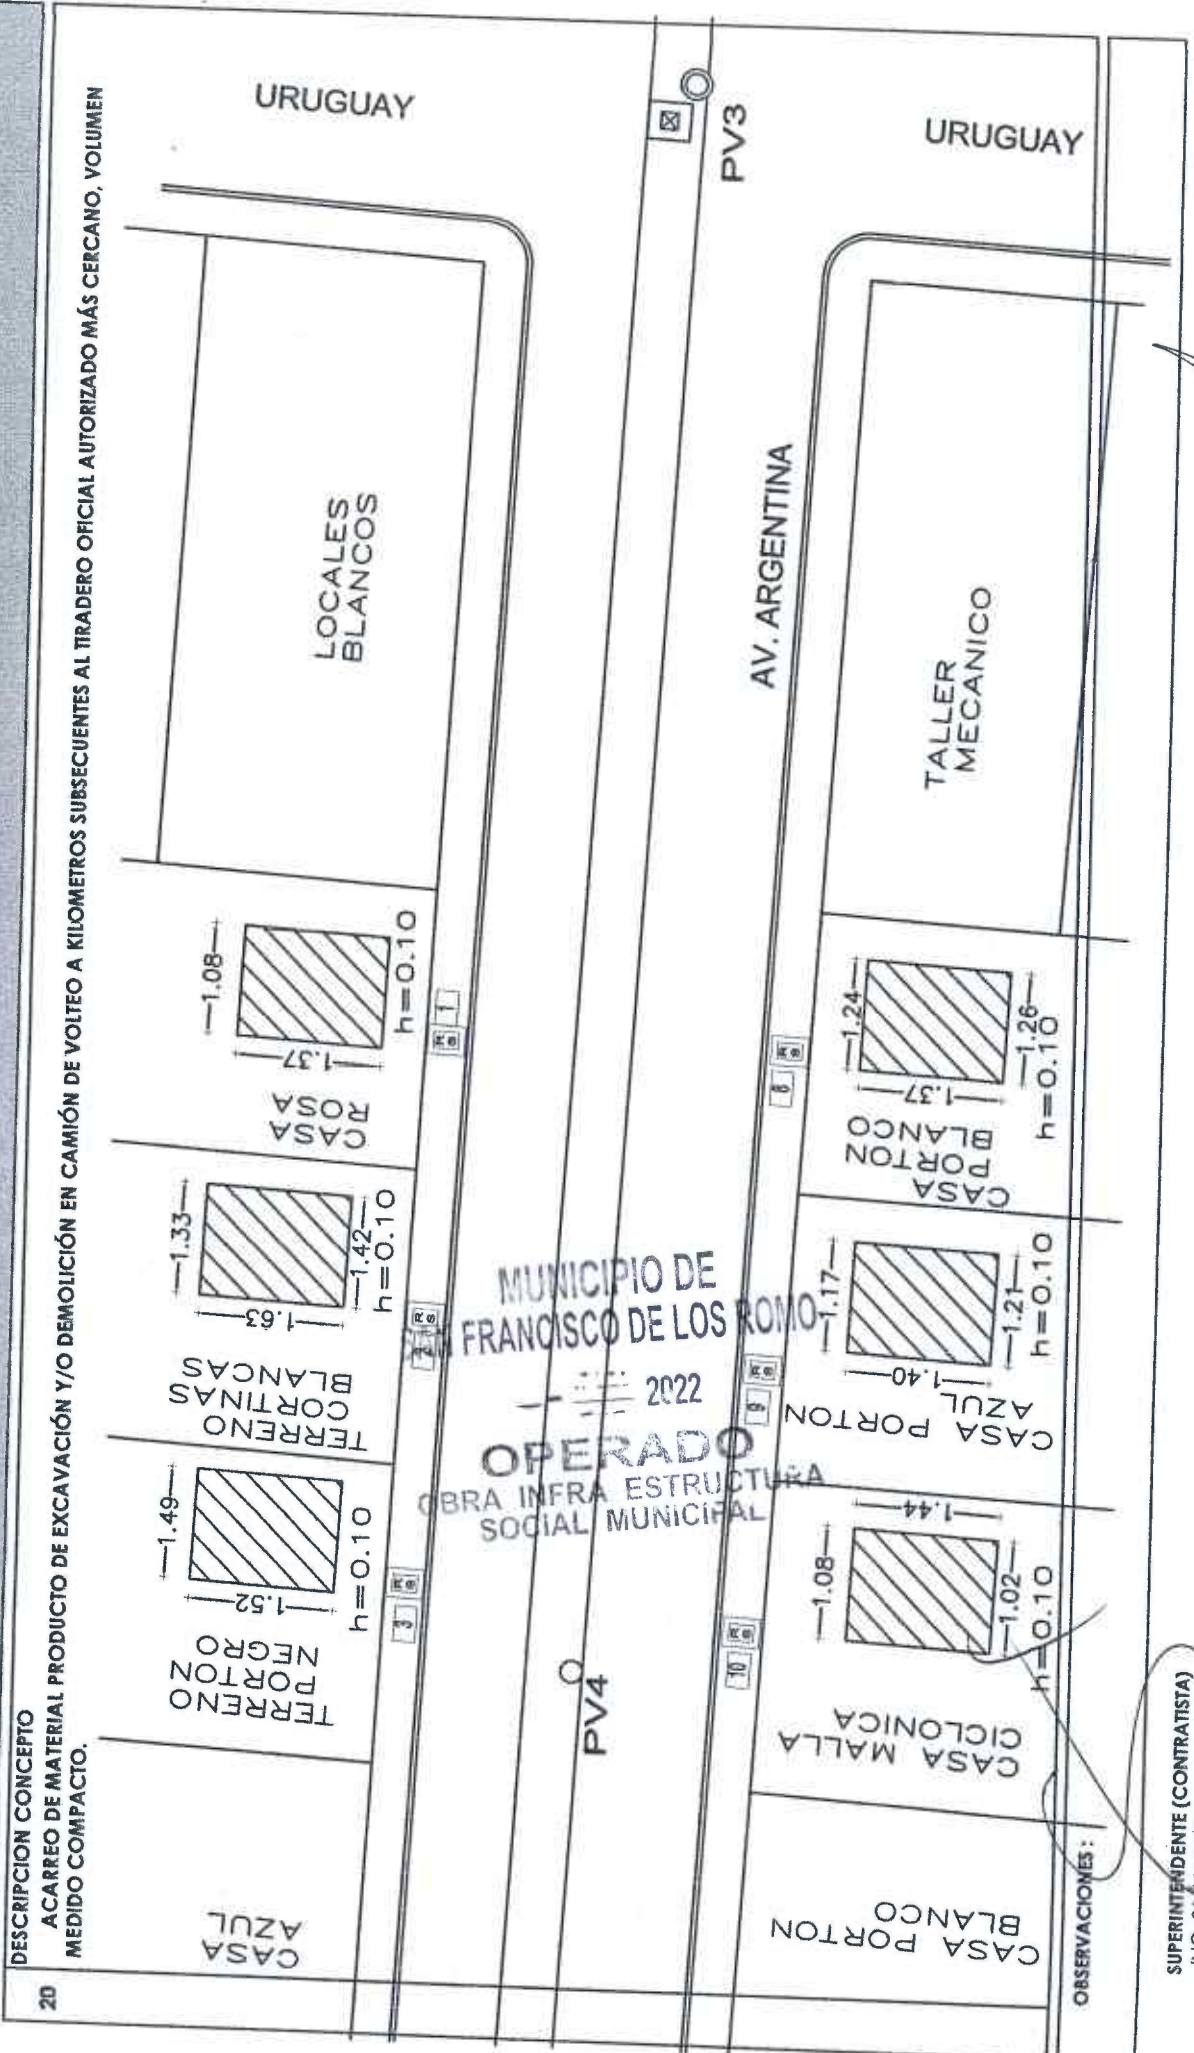 DESCRIPCION CONCEPTO
20
ACARREO DE MATERIAL PRODUCTO DE EXCAVACIÓN Y/O DEMOLICIÓN EN CAMIÓN DE VOLTEO A KILOMETROS SUBSECUENTES AL TIRADERO OFICIAL AUTORIZADO MÁS CERCANO, VOLUMEN
MEDIDO COMPACTO.
CASA
AZUL
TERRENO
PORTON
NEGRO
1.49
1.52
h=0.10
TERRENO
CORTINAS
BLANCAS
1.33
1.63
1.42
h=0.10
CASA
ROSA
1.08
1.37
h=0.10
LOCALES
BLANCOS
URUGUAY
3
1
PV4
PV3
AV. ARGENTINA
MUNICIPIO DE
FRANCISCO DE LOS ROMO
2022
OPERADO
OBRA INFRA ESTRUCTURA
SOCIAL MUNICIPAL
10
9
8
CASA PORTON
BLANCO
CASA MALLA
CICLONICA
1.08
1.44
1.02
h=0.10
CASA PORTON
AZUL
1.17
1.40
1.21
h=0.10
CASA
PORTON
BLANCO
1.24
1.37
1.26
h=0.10
TALLER
MECANICO
URUGUAY
OBSERVACIONES :
SUPERINTENDENTE (CONTRATISTA)